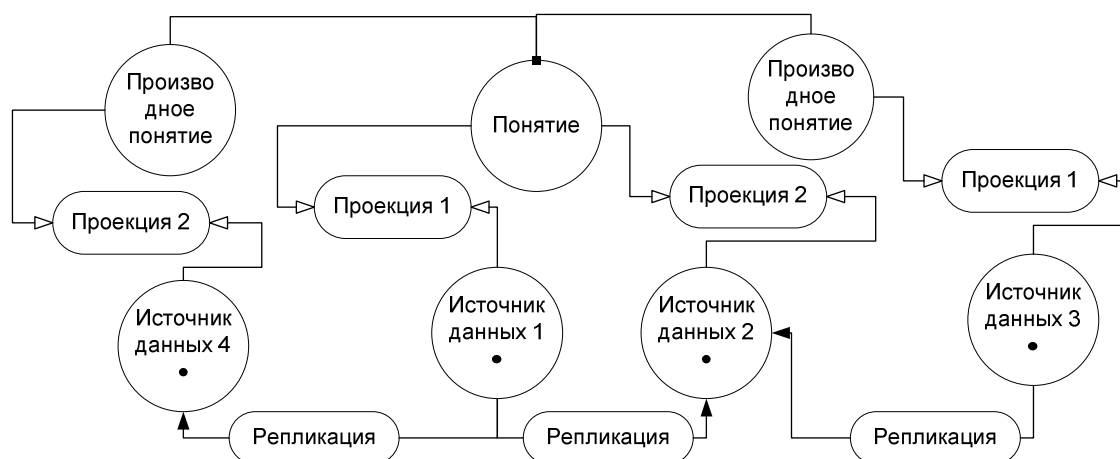 Произво
дное
понятие
Понятие
Произво
дное
понятие
Проекция 2
Проекция 1
Проекция 2
Проекция 1
Источник
данных 4
Источник
данных 1
Источник
данных 2
Источник
данных 3
Репликация
Репликация
Репликация